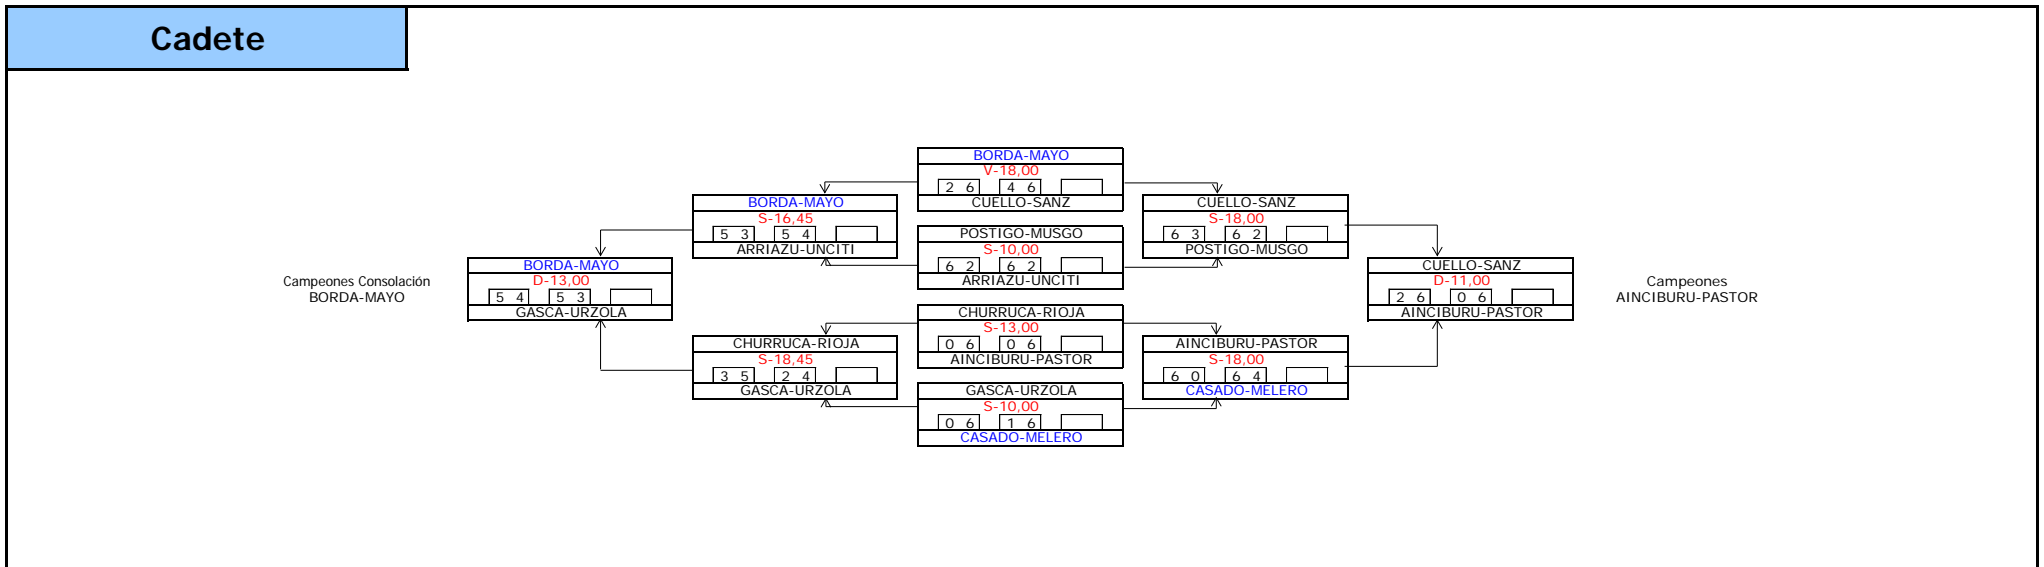 Cadete
BORDA-MAYO
V-18,00
2 6 4 6
CUELLO-SANZ
BORDA-MAYO
S-16,45
5 3 5 4
ARRIAZU-UNCITI
CUELLO-SANZ
S-18,00
6 3 6 2
POSTIGO-MUSGO
POSTIGO-MUSGO
S-10,00
6 2 6 2
ARRIAZU-UNCITI
Campeones Consolación
BORDA-MAYO
BORDA-MAYO
D-13,00
5 4 5 3
GASCA-URZOLA
CUELLO-SANZ
D-11,00
2 6 0 6
AINCIBURU-PASTOR
Campeones
AINCIBURU-PASTOR
CHURRUCA-RIOJA
S-13,00
0 6 0 6
AINCIBURU-PASTOR
CHURRUCA-RIOJA
S-18,45
3 5 2 4
GASCA-URZOLA
AINCIBURU-PASTOR
S-18,00
6 0 6 4
CASADO-MELERO
GASCA-URZOLA
S-10,00
0 6 1 6
CASADO-MELERO